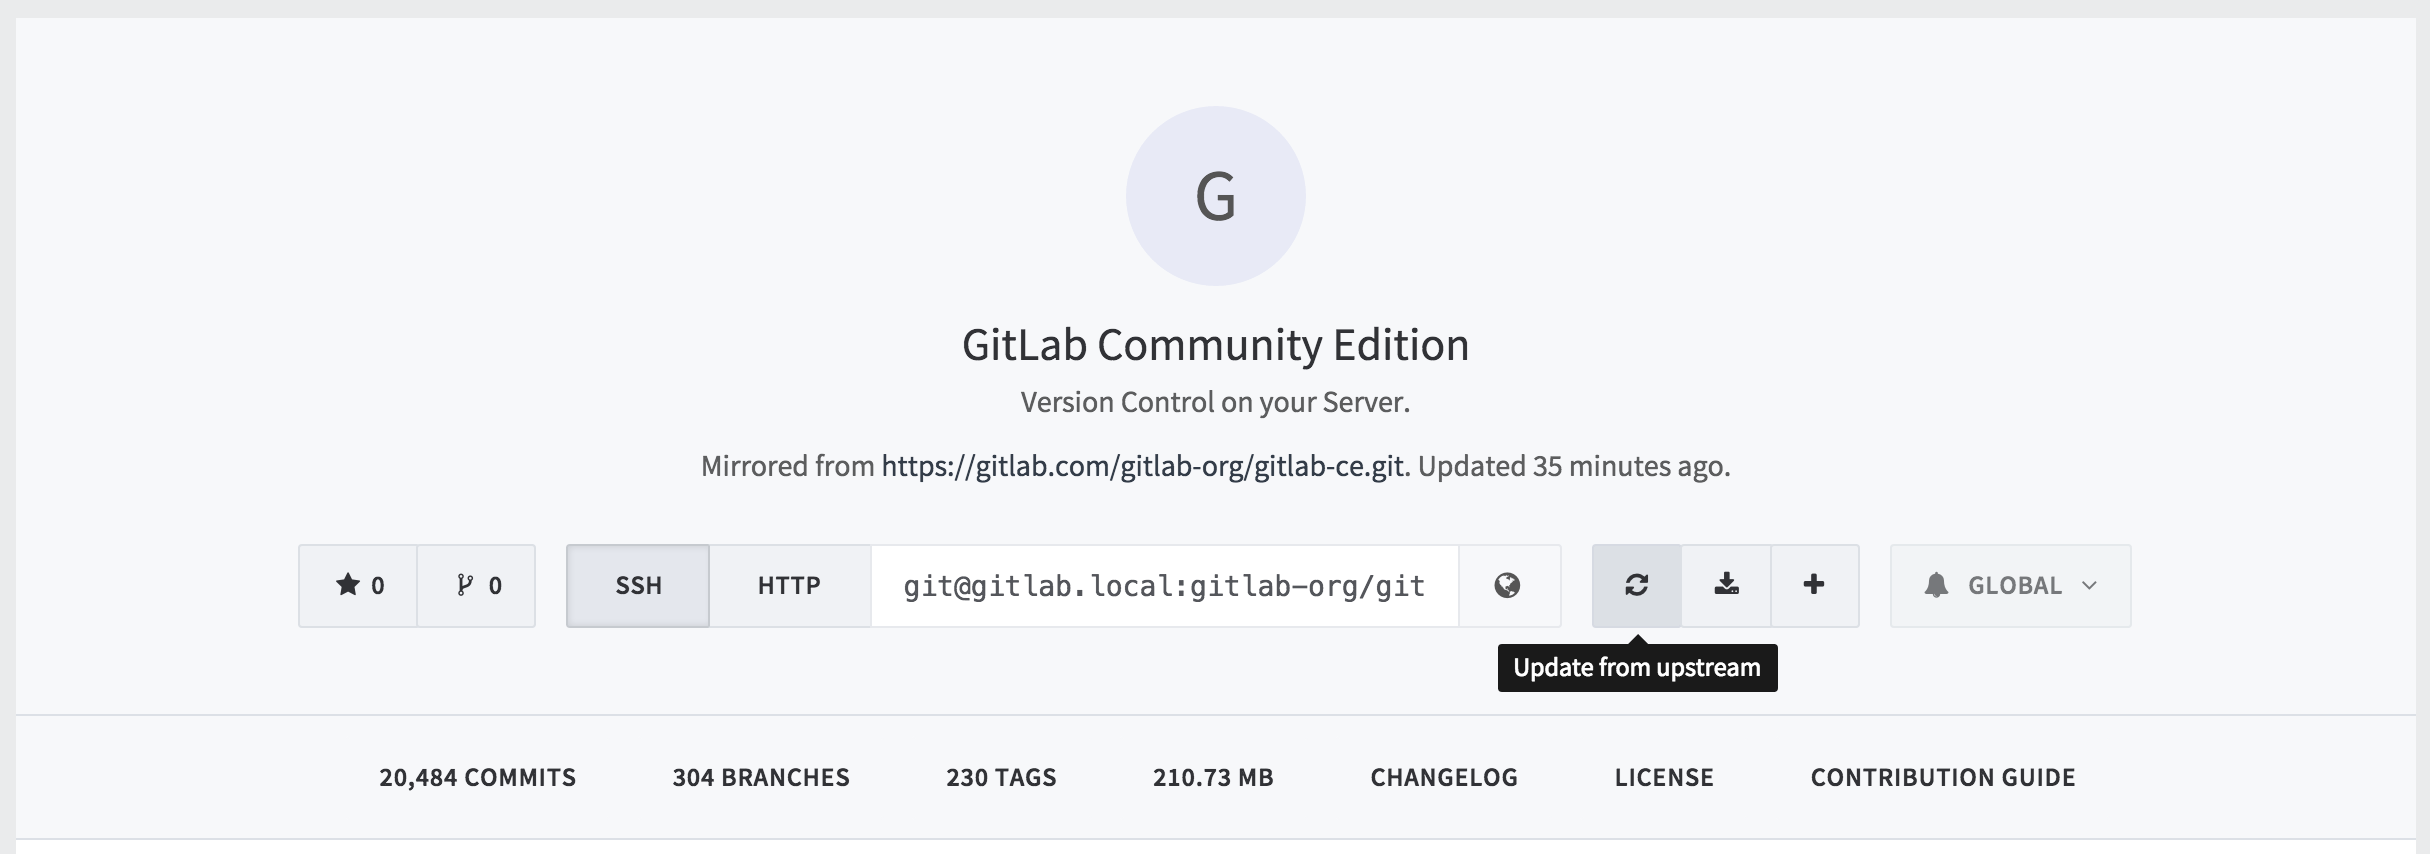 G
GitLab Community Edition
Version Control on your Server.
Mirrored from https://gitlab.com/gitlab-org/gitlab-ce.git. Updated 35 minutes ago.
0 0 SSH HTTP git@gitlab.local:gitlab-org/git GLOBAL
Update from upstream
20,484 COMMITS 304 BRANCHES 230 TAGS 210.73 MB CHANGELOG LICENSE CONTRIBUTION GUIDE